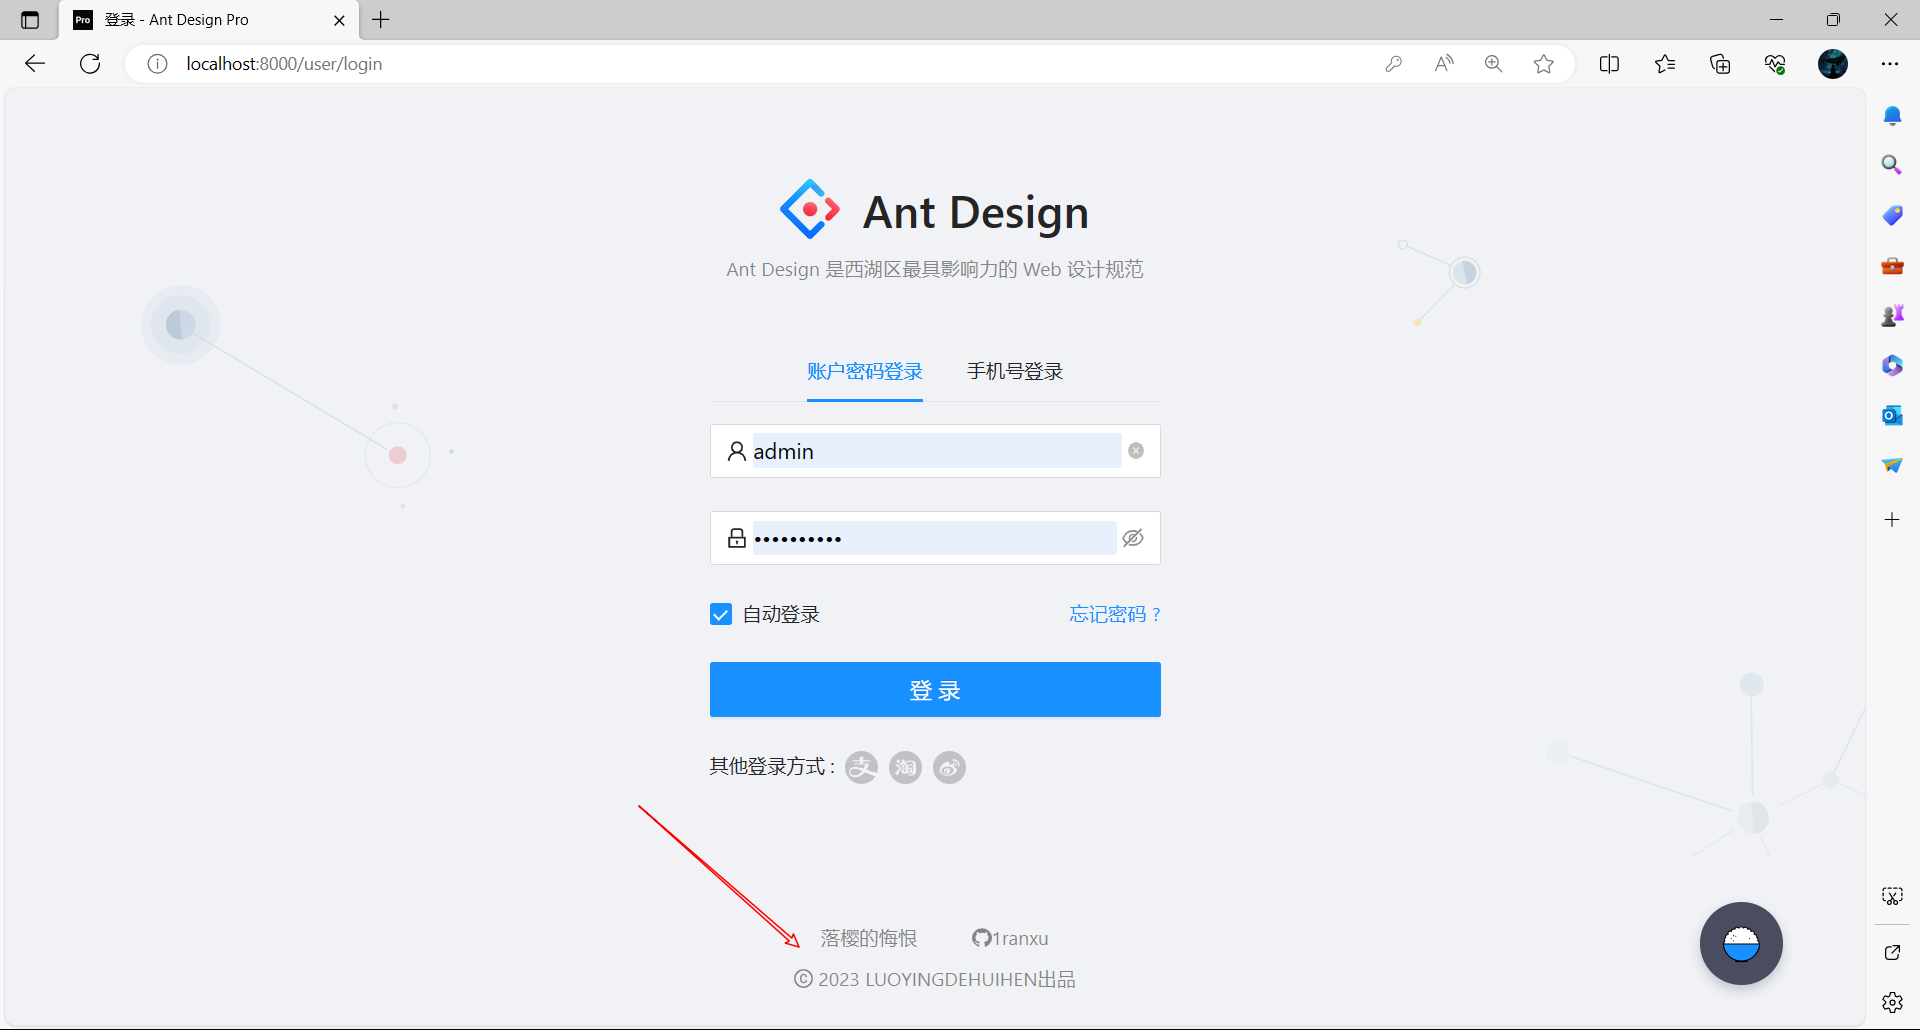 Pro 登录 - Ant Design Pro
localhost:8000/user/login
Ant Design
Ant Design 是西湖区最具影响力的 Web 设计规范
账户密码登录 手机号登录
admin
••••••••••
自动登录 忘记密码 ?
登 录
其他登录方式 : 支 淘
落樱的悔恨 1ranxu
© 2023 LUOYINGDEHUIHEN出品